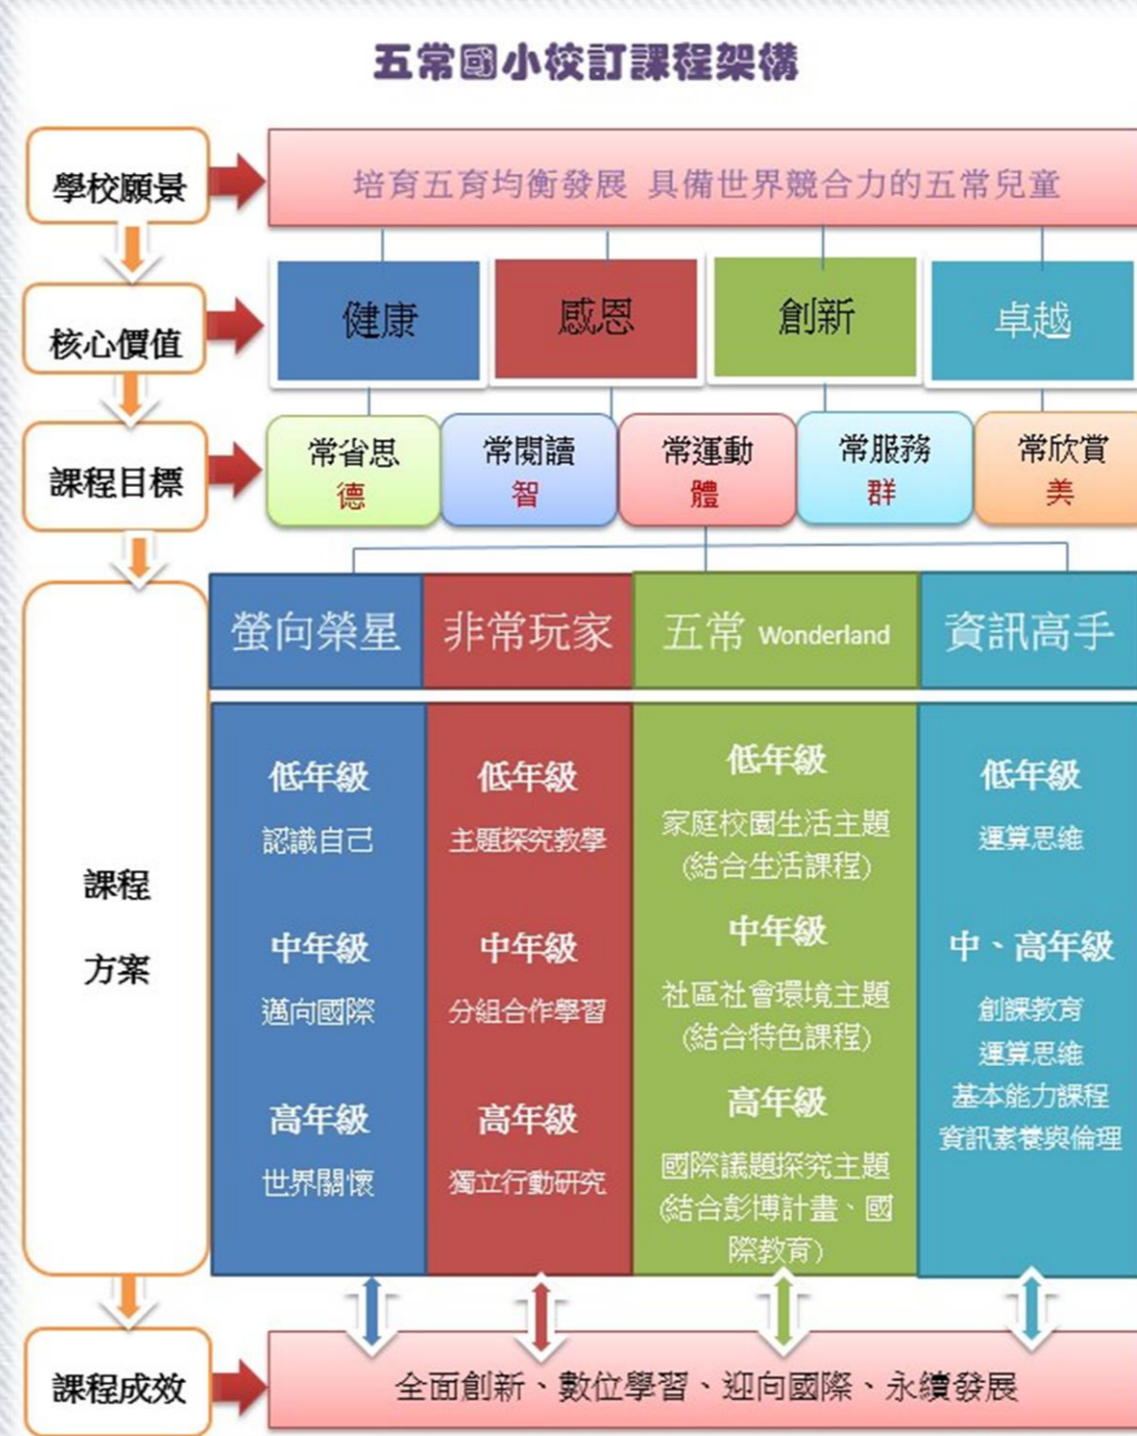 五常國小校訂課程架構
學校願景
培育五育均衡發展 具備世界競合力的五常兒童
核心價值
健康
感恩
創新
卓越
課程目標
常省思
德
常閱讀
智
常運動
體
常服務
群
常欣賞
美
課程
方案
螢向榮星
低年級
認識自己
中年級
邁向國際
高年級
世界關懷
非常玩家
低年級
主題探究教學
中年級
分組合作學習
高年級
獨立行動研究
五常 Wonderland
低年級
家庭校園生活主題
(結合生活課程)
中年級
社區社會環境主題
(結合特色課程)
高年級
國際議題探究主題
(結合彭博計畫、國
際教育)
資訊高手
低年級
運算思維
中、高年級
創課教育
運算思維
基本能力課程
資訊素養與倫理
課程成效
全面創新、數位學習、迎向國際、永續發展